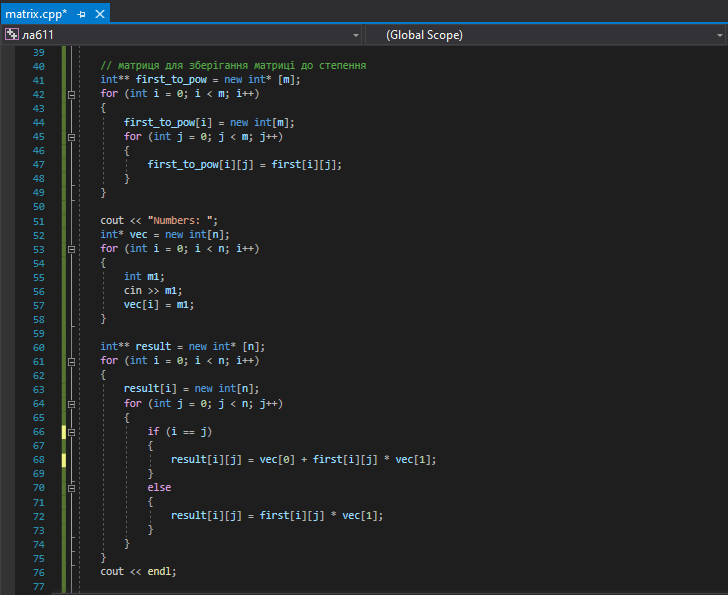 matrix.cpp*
ла611 (Global Scope)
39
40 // матриця для зберігання матриці до степення
41 int** first_to_pow = new int* [m];
42 for (int i = 0; i < m; i++)
43 {
44 first_to_pow[i] = new int[m];
45 for (int j = 0; j < m; j++)
46 {
47 first_to_pow[i][j] = first[i][j];
48 }
49 }
50
51 cout << "Numbers: ";
52 int* vec = new int[n];
53 for (int i = 0; i < n; i++)
54 {
55 int m1;
56 cin >> m1;
57 vec[i] = m1;
58 }
59
60 int** result = new int* [n];
61 for (int i = 0; i < n; i++)
62 {
63 result[i] = new int[n];
64 for (int j = 0; j < n; j++)
65 {
66 if (i == j)
67 {
68 result[i][j] = vec[0] + first[i][j] * vec[1];
69 }
70 else
71 {
72 result[i][j] = first[i][j] * vec[1];
73 }
74 }
75 }
76 cout << endl;
77